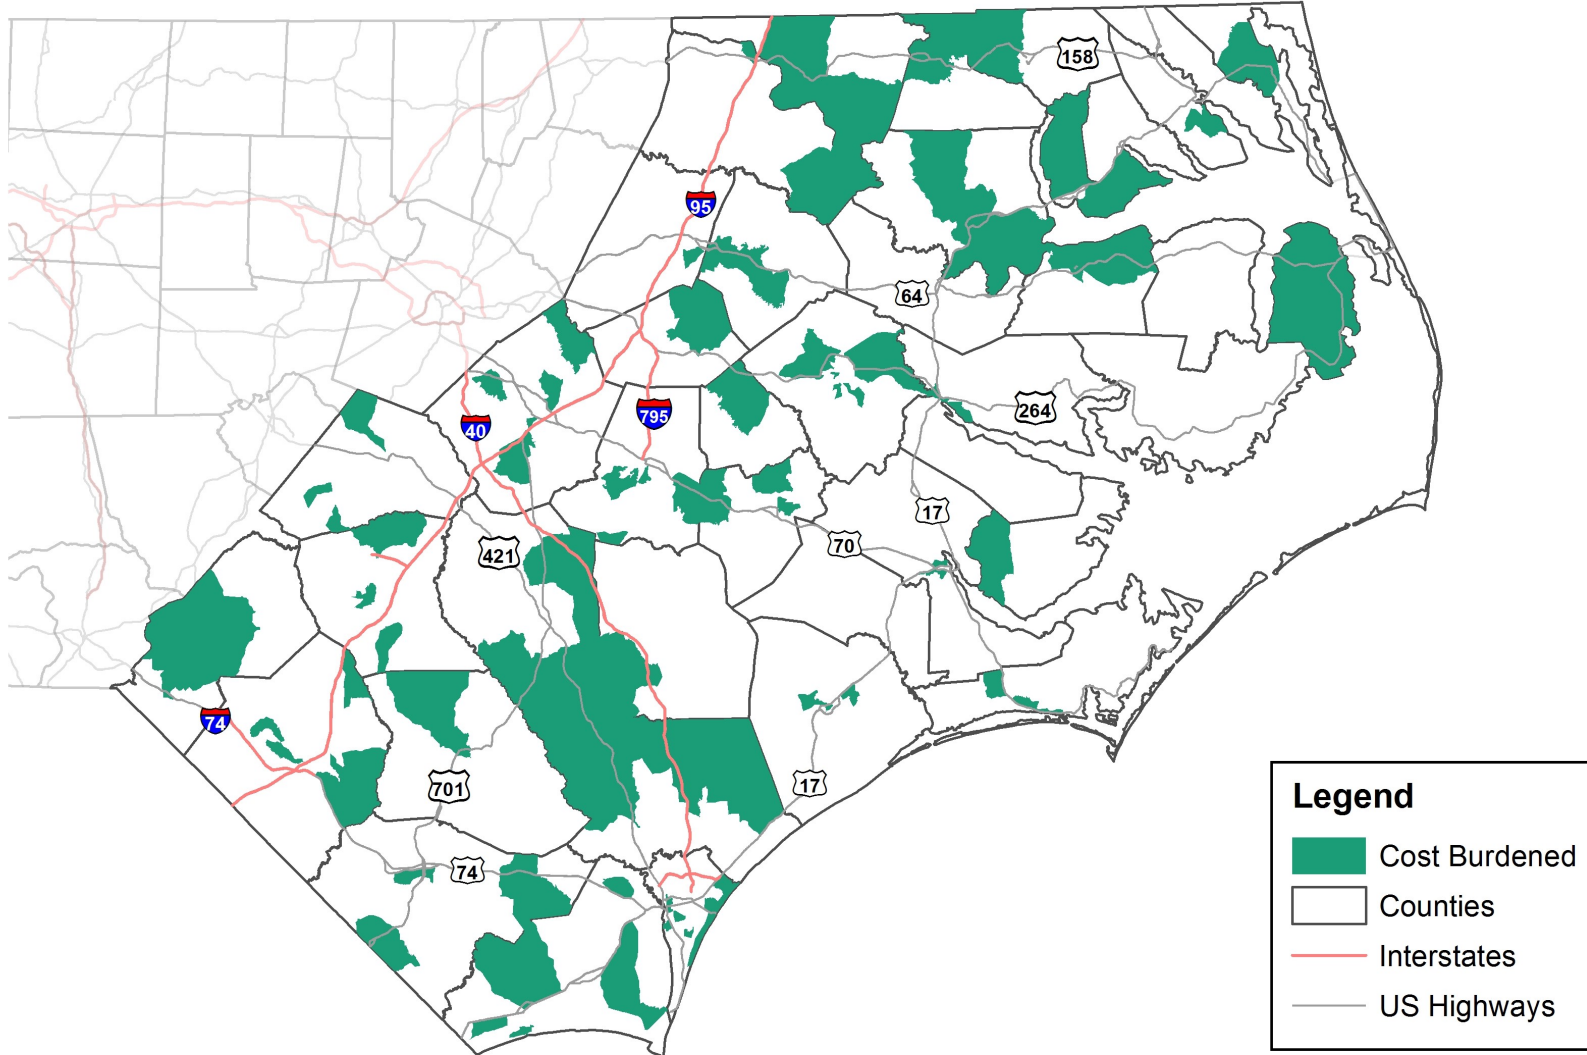 158
95
64
795
264
40
17
70
421
74
701
17
74
Legend
Cost Burdened
Counties
Interstates
US Highways